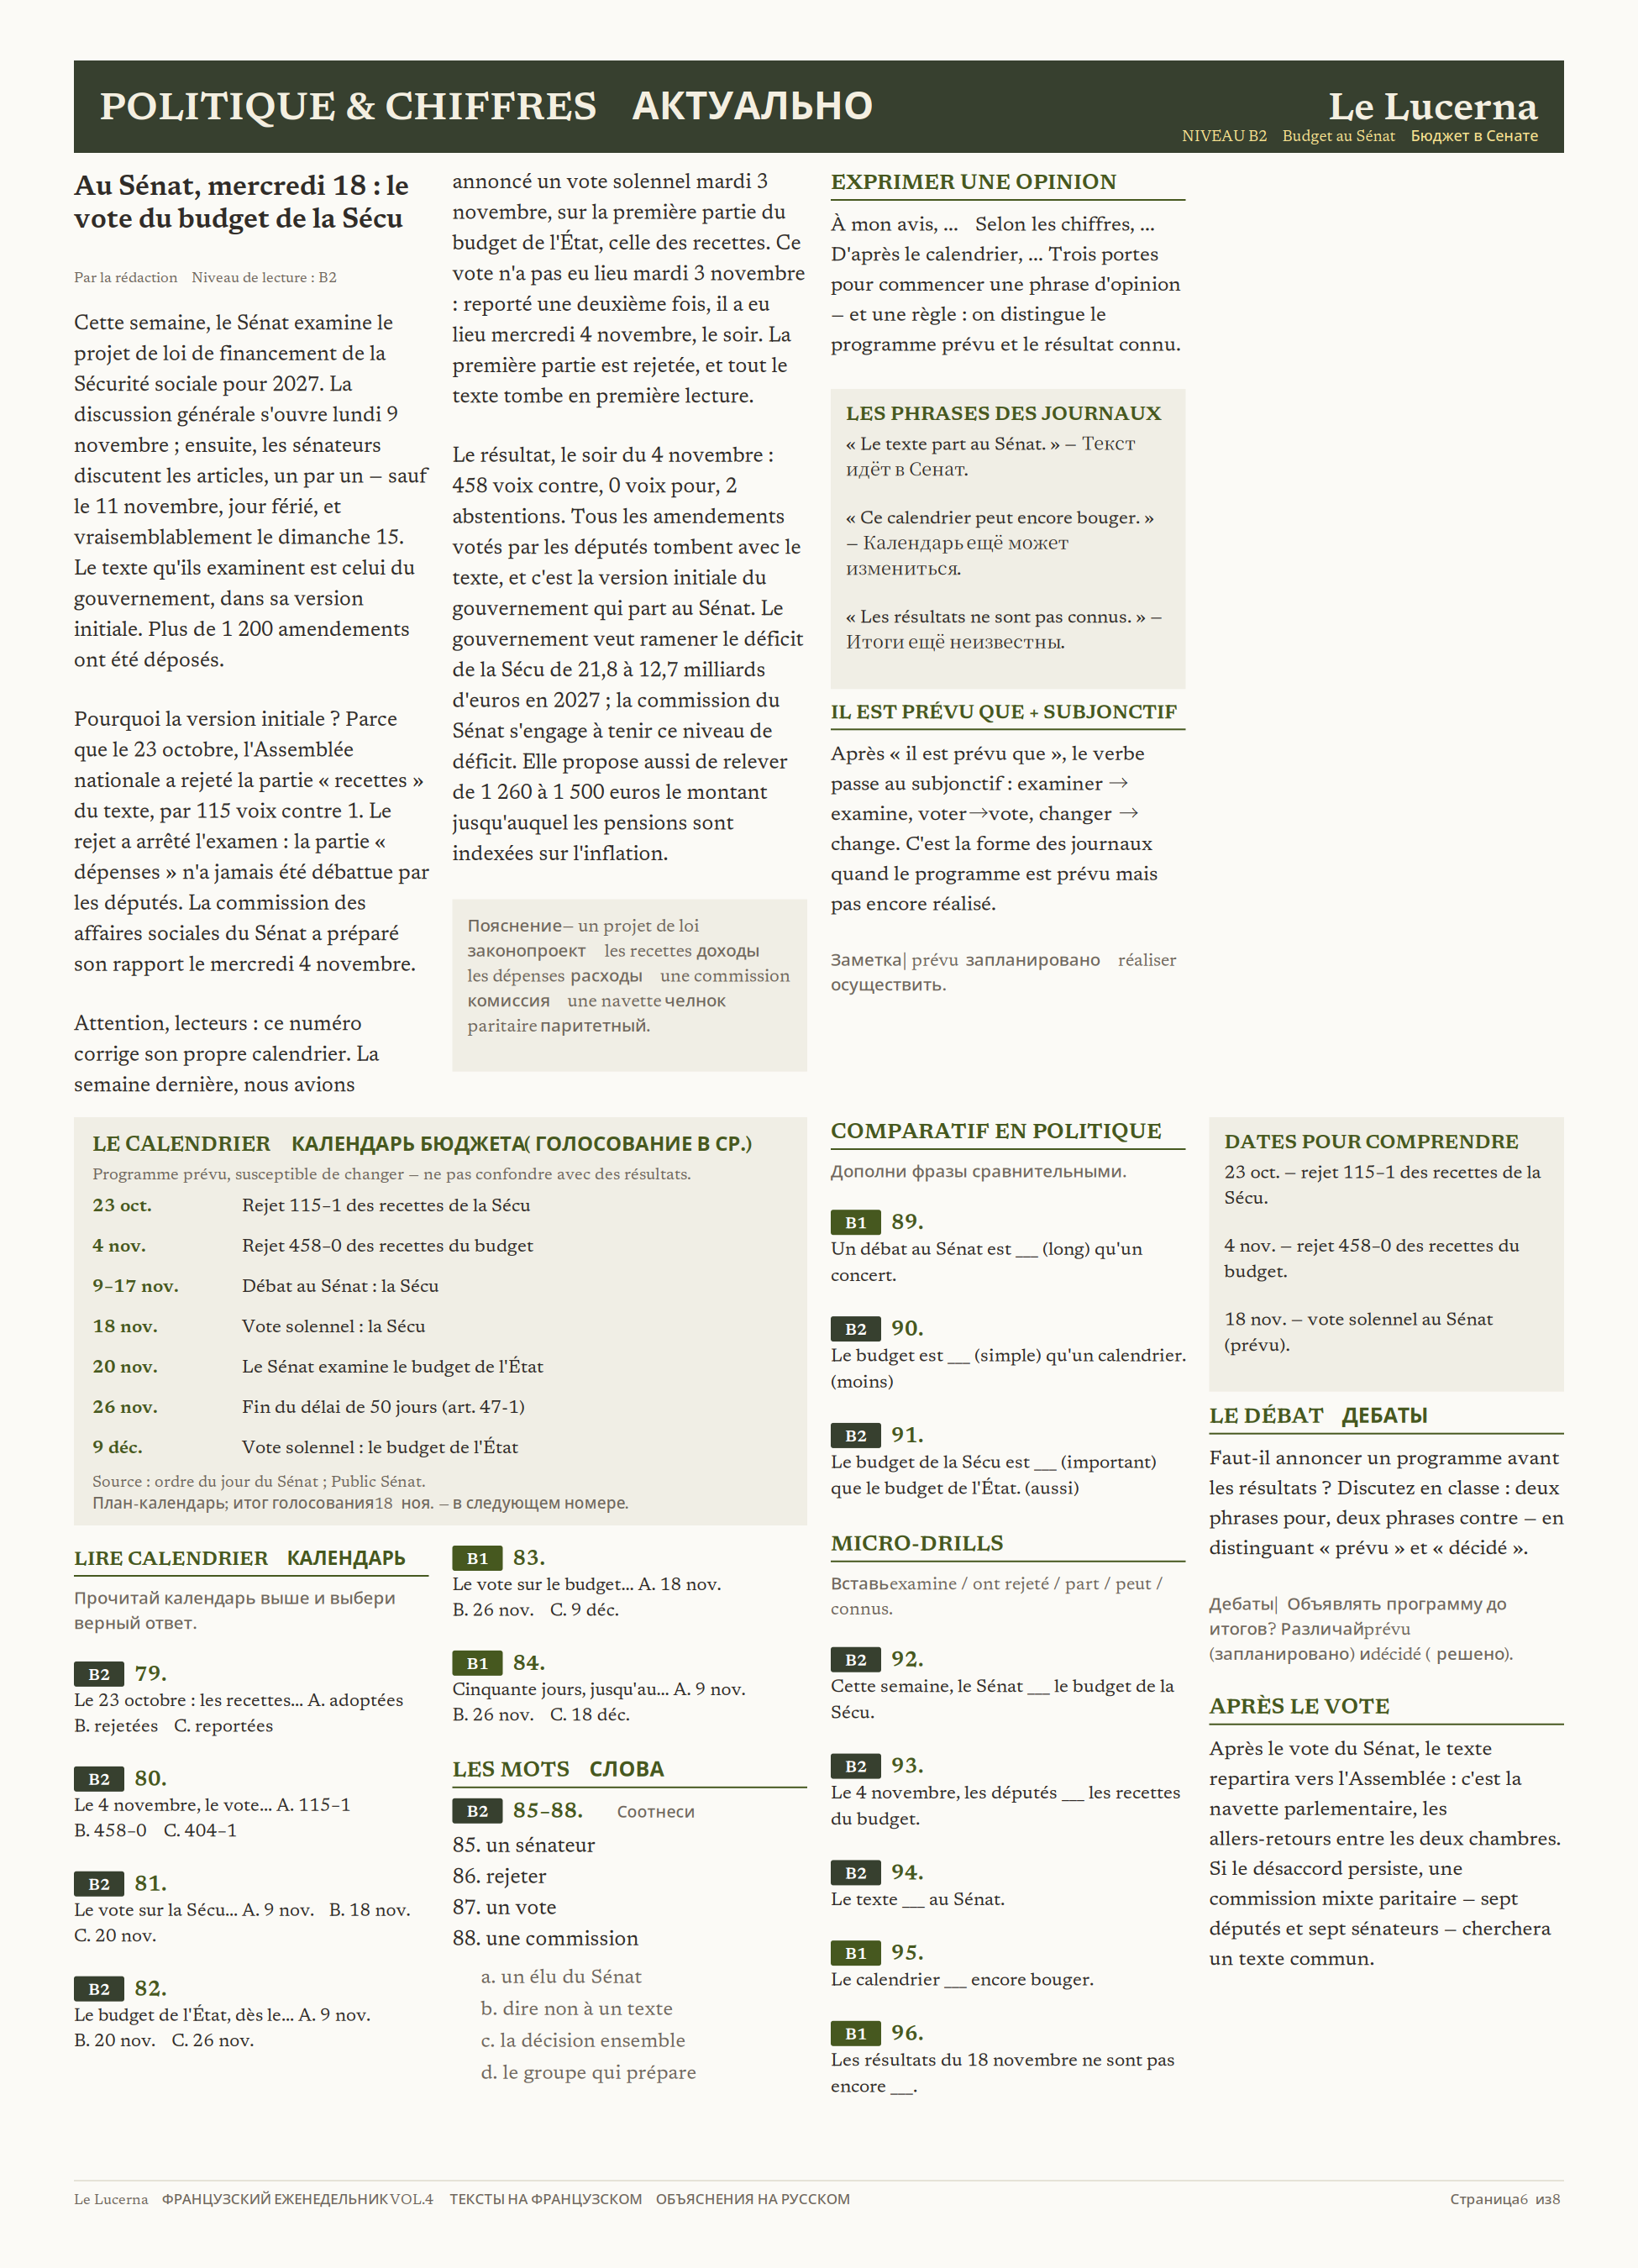 POLITIQUE & CHIFFRES АКТУАЛЬНО
Le Lucerna
NIVEAU B2 Budget au Sénat Бюджет в Сенате
Au Sénat, mercredi 18 : le
vote du budget de la Sécu
Par la rédaction Niveau de lecture : B2
Cette semaine, le Sénat examine le
projet de loi de financement de la
Sécurité sociale pour 2027. La
discussion générale s'ouvre lundi 9
novembre ; ensuite, les sénateurs
discutent les articles, un par un – sauf
le 11 novembre, jour férié, et
vraisemblablement le dimanche 15.
Le texte qu'ils examinent est celui du
gouvernement, dans sa version
initiale. Plus de 1 200 amendements
ont été déposés.
Pourquoi la version initiale ? Parce
que le 23 octobre, l'Assemblée
nationale a rejeté la partie « recettes »
du texte, par 115 voix contre 1. Le
rejet a arrêté l'examen : la partie «
dépenses » n'a jamais été débattue par
les députés. La commission des
affaires sociales du Sénat a préparé
son rapport le mercredi 4 novembre.
Attention, lecteurs : ce numéro
corrige son propre calendrier. La
semaine dernière, nous avions
annoncé un vote solennel mardi 3
novembre, sur la première partie du
budget de l'État, celle des recettes. Ce
vote n'a pas eu lieu mardi 3 novembre
: reporté une deuxième fois, il a eu
lieu mercredi 4 novembre, le soir. La
première partie est rejetée, et tout le
texte tombe en première lecture.
Le résultat, le soir du 4 novembre :
458 voix contre, 0 voix pour, 2
abstentions. Tous les amendements
votés par les députés tombent avec le
texte, et c'est la version initiale du
gouvernement qui part au Sénat. Le
gouvernement veut ramener le déficit
de la Sécu de 21,8 à 12,7 milliards
d'euros en 2027 ; la commission du
Sénat s'engage à tenir ce niveau de
déficit. Elle propose aussi de relever
de 1 260 à 1 500 euros le montant
jusqu'auquel les pensions sont
indexées sur l'inflation.
Пояснение– un projet de loi
законопроект les recettes доходы
les dépenses расходы une commission
комиссия une navette челнок
paritaire паритетный.
EXPRIMER UNE OPINION
À mon avis, ... Selon les chiffres, ...
D'après le calendrier, ... Trois portes
pour commencer une phrase d'opinion
– et une règle : on distingue le
programme prévu et le résultat connu.
LES PHRASES DES JOURNAUX
« Le texte part au Sénat. » – Текст
идёт в Сенат.
« Ce calendrier peut encore bouger. »
– Календарь ещё может
измениться.
« Les résultats ne sont pas connus. » –
Итоги ещё неизвестны.
IL EST PRÉVU QUE + SUBJONCTIF
Après « il est prévu que », le verbe
passe au subjonctif : examiner →
examine, voter→vote, changer →
change. C'est la forme des journaux
quand le programme est prévu mais
pas encore réalisé.
Заметка| prévu запланировано réaliser
осуществить.
LE CALENDRIER КАЛЕНДАРЬ БЮДЖЕТА( ГОЛОСОВАНИЕ В СР.)
Programme prévu, susceptible de changer – ne pas confondre avec des résultats.
23 oct. Rejet 115–1 des recettes de la Sécu
4 nov. Rejet 458–0 des recettes du budget
9–17 nov. Débat au Sénat : la Sécu
18 nov. Vote solennel : la Sécu
20 nov. Le Sénat examine le budget de l'État
26 nov. Fin du délai de 50 jours (art. 47-1)
9 déc. Vote solennel : le budget de l'État
Source : ordre du jour du Sénat ; Public Sénat.
План-календарь; итог голосования18 ноя. – в следующем номере.
LIRE CALENDRIER КАЛЕНДАРЬ
Прочитай календарь выше и выбери
верный ответ.
B2 79.
Le 23 octobre : les recettes... A. adoptées
B. rejetées C. reportées
B2 80.
Le 4 novembre, le vote... A. 115–1
B. 458–0 C. 404–1
B2 81.
Le vote sur la Sécu... A. 9 nov. B. 18 nov.
C. 20 nov.
B2 82.
Le budget de l'État, dès le... A. 9 nov.
B. 20 nov. C. 26 nov.
B1 83.
Le vote sur le budget... A. 18 nov.
B. 26 nov. C. 9 déc.
B1 84.
Cinquante jours, jusqu'au... A. 9 nov.
B. 26 nov. C. 18 déc.
LES MOTS СЛОВА
B2 85–88. Соотнеси
85. un sénateur
86. rejeter
87. un vote
88. une commission
a. un élu du Sénat
b. dire non à un texte
c. la décision ensemble
d. le groupe qui prépare
COMPARATIF EN POLITIQUE
Дополни фразы сравнительными.
B1 89.
Un débat au Sénat est ___ (long) qu'un
concert.
B2 90.
Le budget est ___ (simple) qu'un calendrier.
(moins)
B2 91.
Le budget de la Sécu est ___ (important)
que le budget de l'État. (aussi)
MICRO-DRILLS
Вставьexamine / ont rejeté / part / peut /
connus.
B2 92.
Cette semaine, le Sénat ___ le budget de la
Sécu.
B2 93.
Le 4 novembre, les députés ___ les recettes
du budget.
B2 94.
Le texte ___ au Sénat.
B1 95.
Le calendrier ___ encore bouger.
B1 96.
Les résultats du 18 novembre ne sont pas
encore ___.
DATES POUR COMPRENDRE
23 oct. – rejet 115–1 des recettes de la
Sécu.
4 nov. – rejet 458–0 des recettes du
budget.
18 nov. – vote solennel au Sénat
(prévu).
LE DÉBAT ДЕБАТЫ
Faut-il annoncer un programme avant
les résultats ? Discutez en classe : deux
phrases pour, deux phrases contre – en
distinguant « prévu » et « décidé ».
Дебаты| Объявлять программу до
итогов? Различайprévu
(запланировано) иdécidé ( решено).
APRÈS LE VOTE
Après le vote du Sénat, le texte
repartira vers l'Assemblée : c'est la
navette parlementaire, les
allers-retours entre les deux chambres.
Si le désaccord persiste, une
commission mixte paritaire – sept
députés et sept sénateurs – cherchera
un texte commun.
Le Lucerna ФРАНЦУЗСКИЙ ЕЖЕНЕДЕЛЬНИК VOL.4 ТЕКСТЫ НА ФРАНЦУЗСКОМ ОБЪЯСНЕНИЯ НА РУССКОМ
Страница6 из8